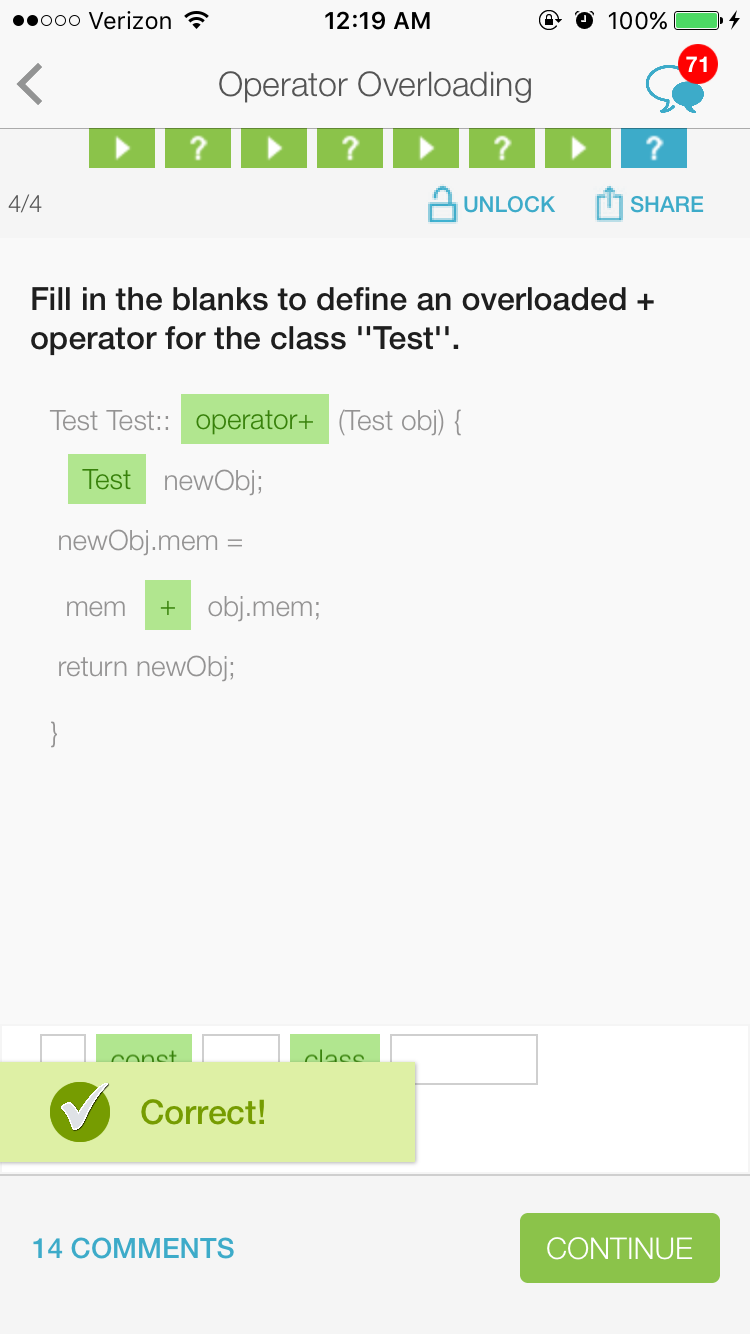 Verizon 12:19 AM 100%
Operator Overloading 71
? ? ? ?
4/4 UNLOCK SHARE
Fill in the blanks to define an overloaded +
operator for the class ''Test''.
Test Test:: operator+ (Test obj) {
Test newObj;
newObj.mem =
mem + obj.mem;
return newObj;
}
const class
Correct!
14 COMMENTS CONTINUE